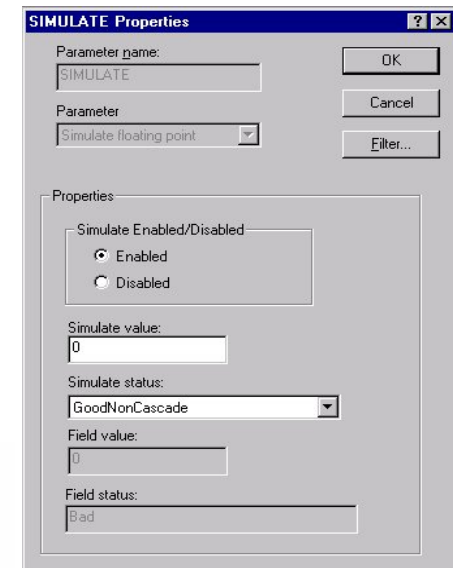 SIMULATE Properties
Parameter name:
SIMULATE
OK
Parameter
Cancel
Simulate floating point
Filter...
Properties
Simulate Enabled/Disabled
Enabled
Disabled
Simulate value:
0
Simulate status:
GoodNonCascade
Field value:
0
Field status:
Bad